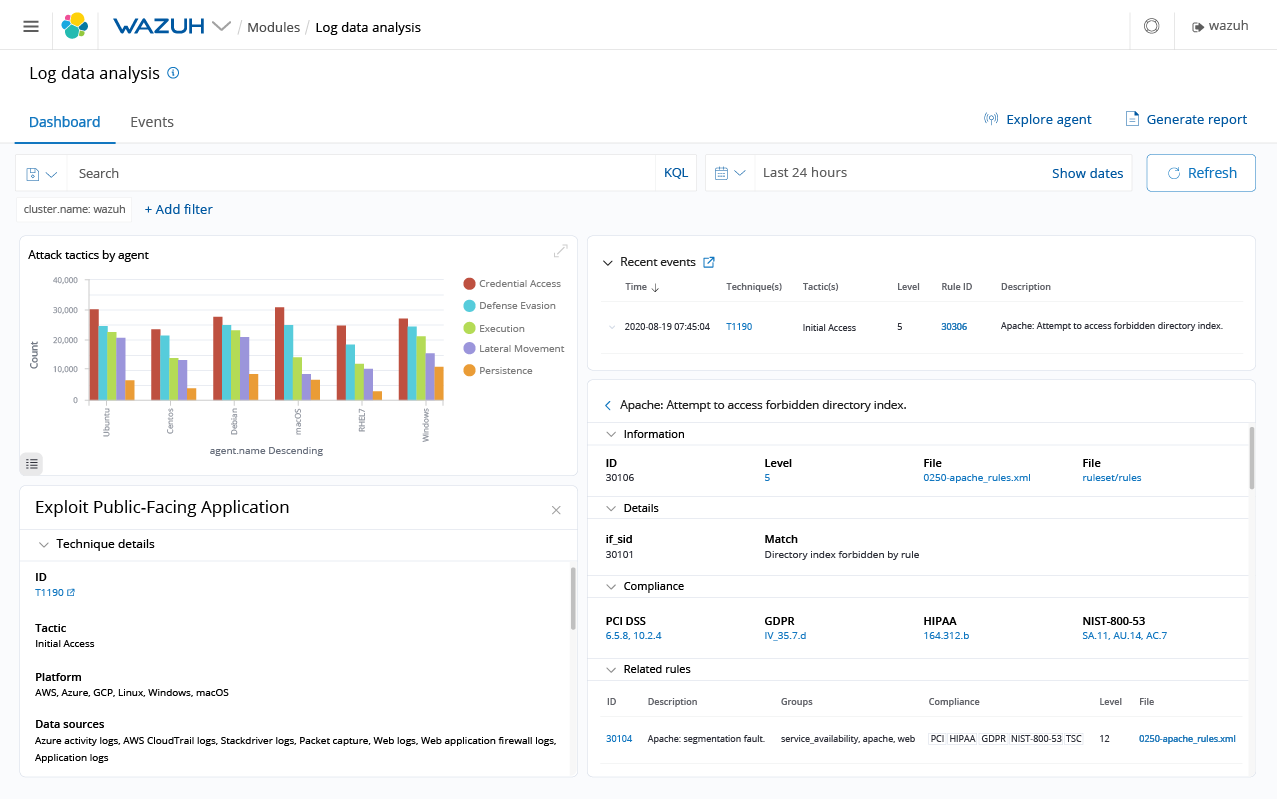 WAZUH / Modules / Log data analysis
wazuh
Log data analysis
Dashboard Events
Explore agent Generate report
Search KQL Last 24 hours Show dates Refresh
cluster.name: wazuh + Add filter
Attack tactics by agent
Count
40,000
30,000
20,000
10,000
0
Ubuntu Centos Debian macOS RHEL7 Windows
agent.name Descending
Credential Access
Defense Evasion
Execution
Lateral Movement
Persistence
Exploit Public-Facing Application
Technique details
ID
T1190
Tactic
Initial Access
Platform
AWS, Azure, GCP, Linux, Windows, macOS
Data sources
Azure activity logs, AWS CloudTrail logs, Stackdriver logs, Packet capture, Web logs, Web application firewall logs,
Application logs
Recent events
Time Technique(s) Tactic(s) Level Rule ID Description
2020-08-19 07:45:04 T1190 Initial Access 5 30306 Apache: Attempt to access forbidden directory index.
Apache: Attempt to access forbidden directory index.
Information
ID Level File File
30106 5 0250-apache_rules.xml ruleset/rules
Details
if_sid Match
30101 Directory index forbidden by rule
Compliance
PCI DSS GDPR HIPAA NIST-800-53
6.5.8, 10.2.4 IV_35.7.d 164.312.b SA.11, AU.14, AC.7
Related rules
ID Description Groups Compliance Level File
30104 Apache: segmentation fault. service_availability, apache, web PCI HIPAA GDPR NIST-800-53 TSC 12 0250-apache_rules.xml